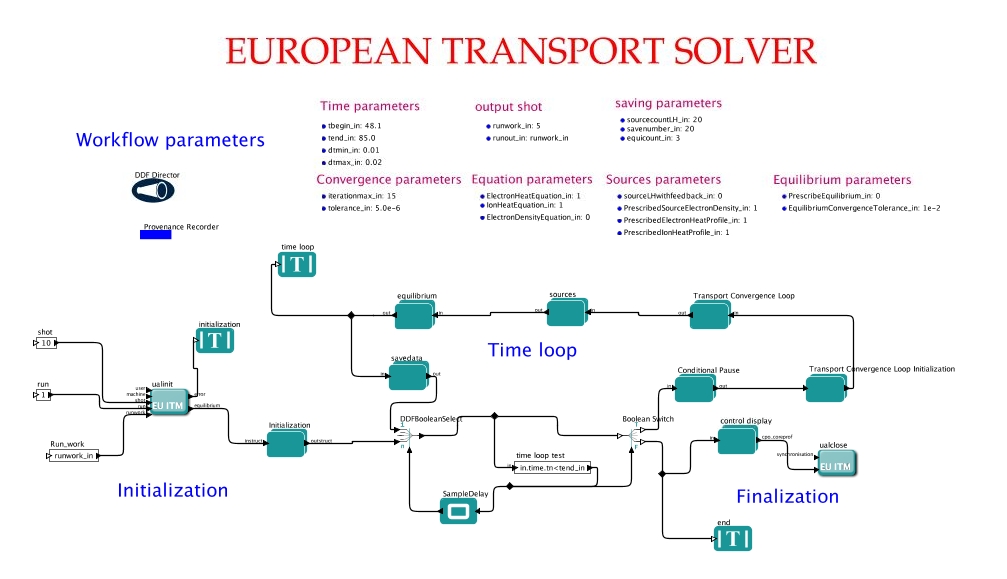 EUROPEAN TRANSPORT SOLVER
Workflow parameters
DDF Director
Provenance Recorder
Time parameters
tbegin_in: 48.1
tend_in: 85.0
dtmin_in: 0.01
dtmax_in: 0.02
output shot
runwork_in: 5
runout_in: runwork_in
saving parameters
sourcecountLH_in: 20
savenumber_in: 20
equicount_in: 3
Convergence parameters
iterationmax_in: 15
tolerance_in: 5.0e-6
Equation parameters
ElectronHeatEquation_in: 1
IonHeatEquation_in: 1
ElectronDensityEquation_in: 0
Sources parameters
sourceLHwithfeedback_in: 0
PrescribedSourceElectronDensity_in: 1
PrescribedElectronHeatProfile_in: 1
PrescribedIonHeatProfile_in: 1
Equilibrium parameters
PrescribeEquilibrium_in: 0
EquilibriumConvergenceTolerance_in: 1e-2
time loop
T
equilibrium
out
in
sources
out
in
Transport Convergence Loop
out
in
Time loop
shot
10
run
1
Run_work
runwork_in
initialization
T
ualinit
user
machine
shot
run
runwork
EU ITM
error
equilibrium
Initialization
instruct
outstruct
Initialization
savedata
in
out
DDFBooleanSelect
time loop test
in
in.time.tn<tend_in
SampleDelay
Boolean Switch
Conditional Pause
in
out
Transport Convergence Loop Initialization
control display
in
cpo_coreprof
ualclose
synchronisation
EU ITM
Finalization
end
T